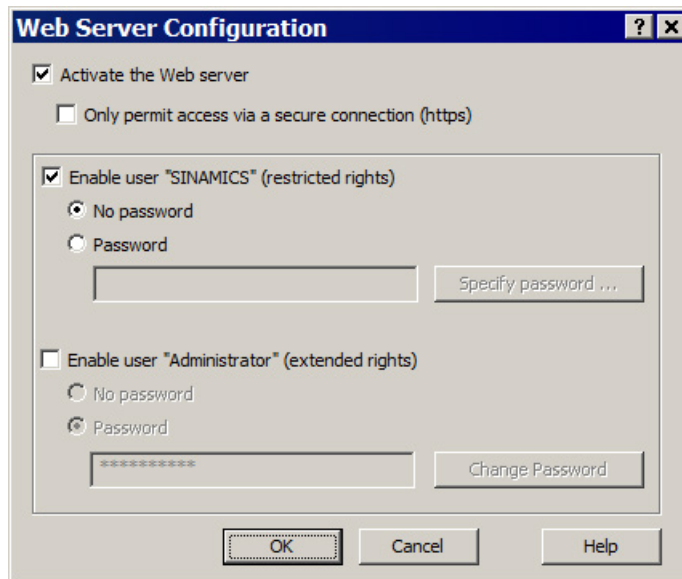 Web Server Configuration
Activate the Web server
Only permit access via a secure connection (https)
Enable user "SINAMICS" (restricted rights)
No password
Password
Specify password ...
Enable user "Administrator" (extended rights)
No password
Password
**********
Change Password
OK Cancel Help